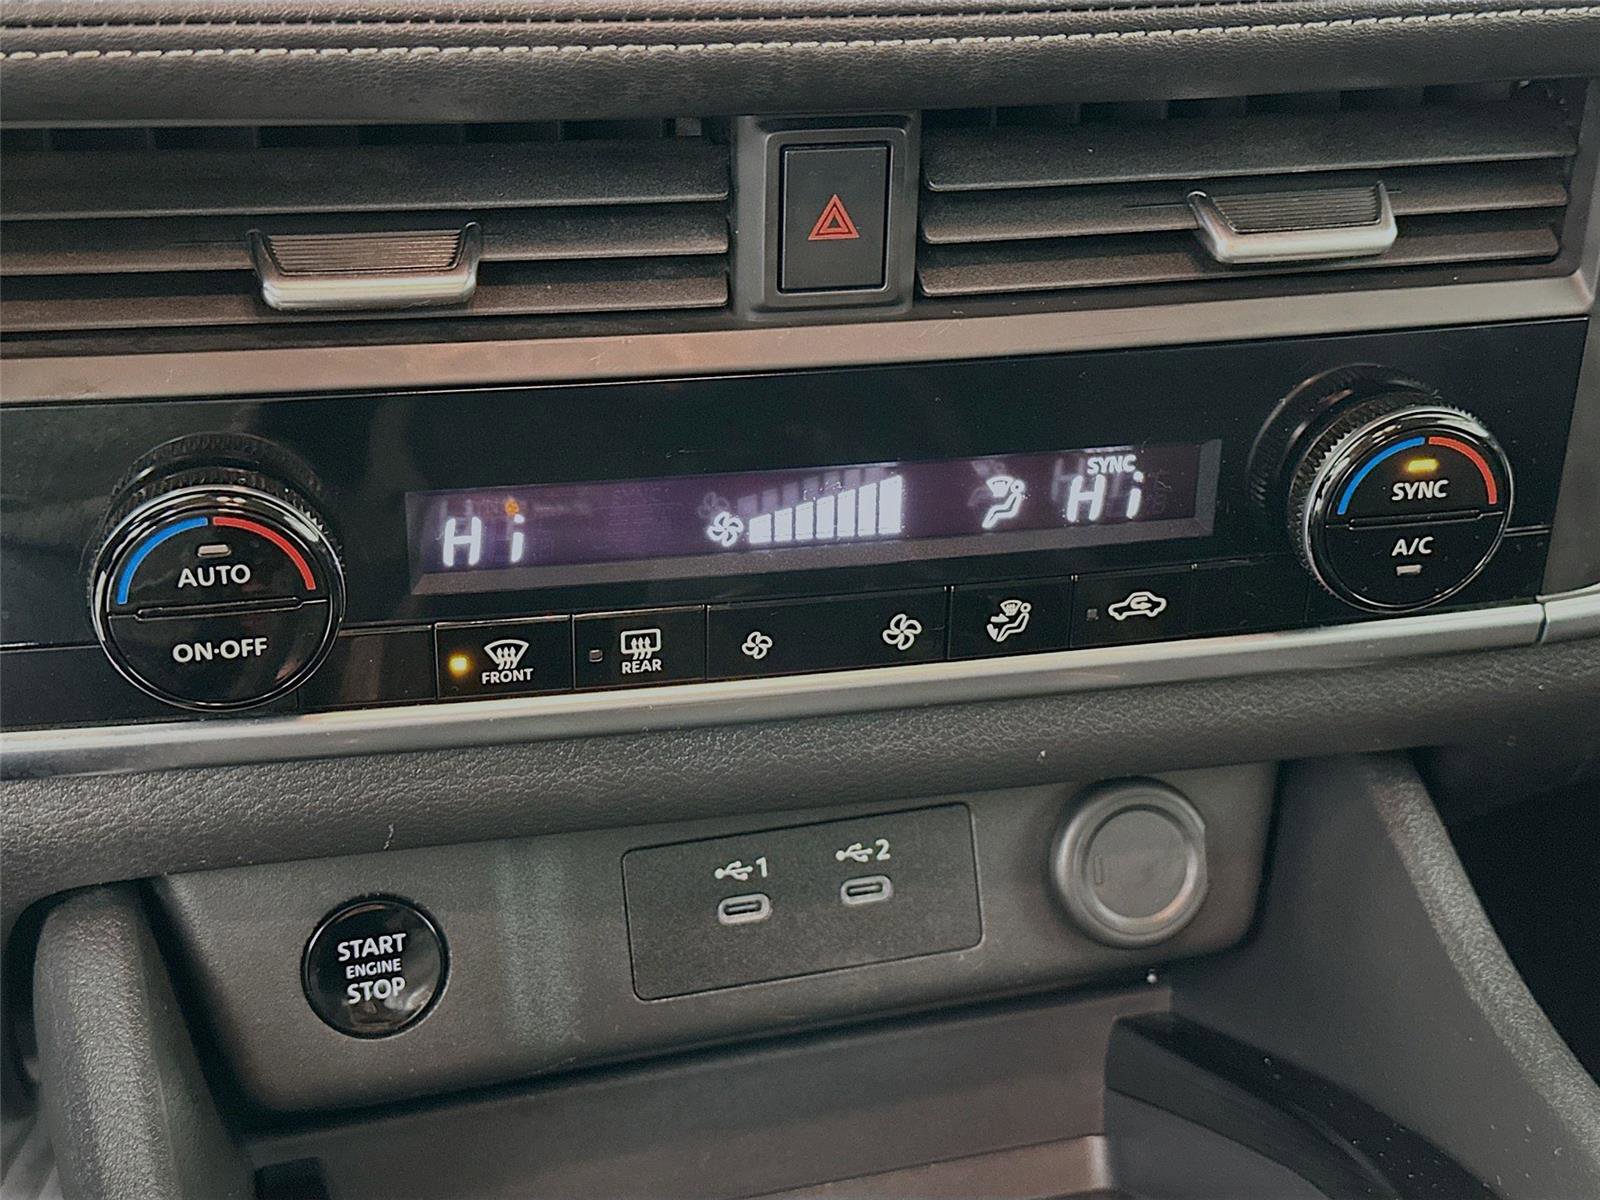 SYNC
Hi
Hi
AUTO
ON·OFF
SYNC
A/C
FRONT
REAR
1
2
START
ENGINE
STOP